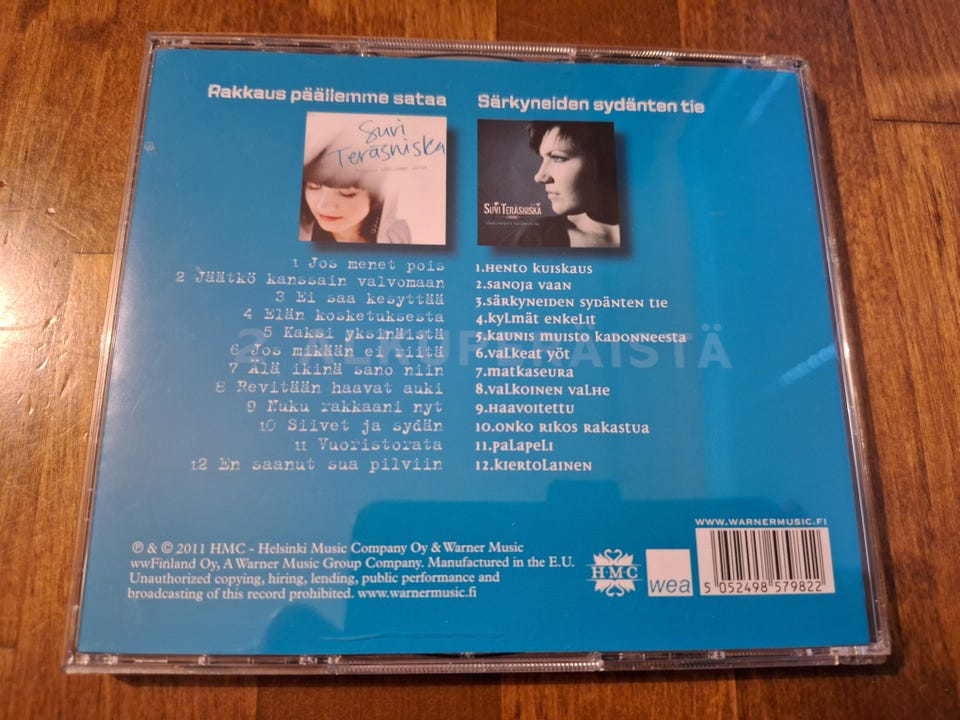 Rakkaus päällemme sataa
Suvi
Teräsniska
1 Jos menet pois
2 Jäätkö kanssain valvomaan
3 Ei saa kesyttää
4 Elän kosketuksesta
5 Kaksi yksinäistä
6 Jos mikään ei riitä
7 Älä ikinä sano niin
8 Revitään haavat auki
9 Nuku rakkaani nyt
10 Siivet ja sydän
11 Vuoristorata
12 En saanut sua pilviin
Särkyneiden sydänten tie
Suvi Teräsniska
1.Hento kuiskaus
2.sanoja vaan
3.särkyneiden sydänten tie
4.kylmät enkelit
5.kaunis muisto kadonneesta
6.valkeat yöt
7.matkaseura
8.valkoinen valhe
9.Haavoitettu
10.onko rikos rakastua
11.palapeli
12.kiertolainen
2 ALKUPERÄISTÄ
℗ & © 2011 HMC - Helsinki Music Company Oy & Warner Music
wwFinland Oy, A Warner Music Group Company. Manufactured in the E.U.
Unauthorized copying, hiring, lending, public performance and
broadcasting of this record prohibited. www.warnermusic.fi
H·M·C
wea
WWW.WARNERMUSIC.FI
5 052498 579822